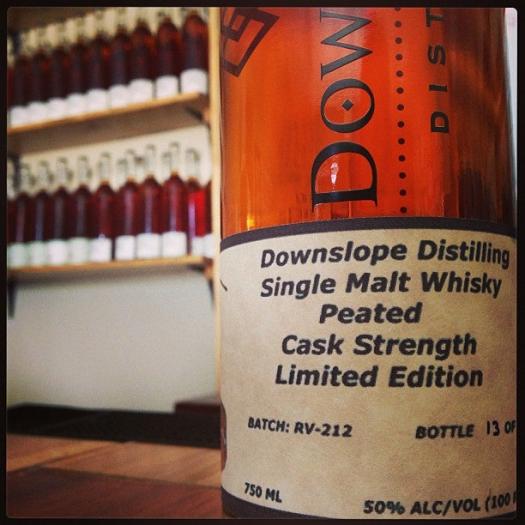 DOW
DIST
Downslope Distilling
Single Malt Whisky
Peated
Cask Strength
Limited Edition
BATCH: RV-212
BOTTLE 13 OF
750 ML
50% ALC/VOL (100